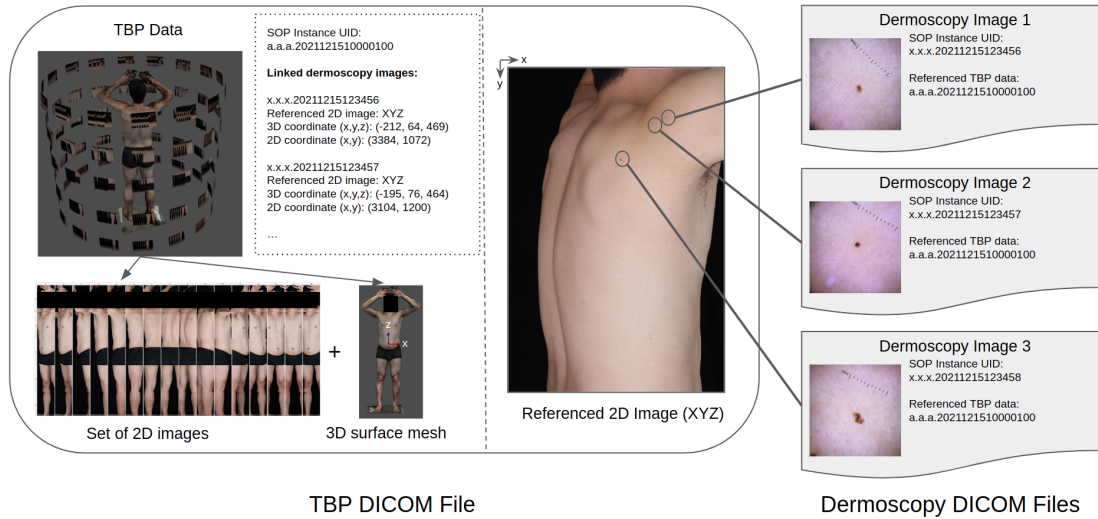 TBP Data
SOP Instance UID:
a.a.a.2021121510000100
Linked dermoscopy images:
x.x.x.20211215123456
Referenced 2D image: XYZ
3D coordinate (x,y,z): (-212, 64, 469)
2D coordinate (x,y): (3384, 1072)
x.x.x.20211215123457
Referenced 2D image: XYZ
3D coordinate (x,y,z): (-195, 76, 464)
2D coordinate (x,y): (3104, 1200)
...
Set of 2D images
+
z
x
3D surface mesh
x
y
Referenced 2D Image (XYZ)
TBP DICOM File
Dermoscopy Image 1
SOP Instance UID:
x.x.x.20211215123456
Referenced TBP data:
a.a.a.2021121510000100
Dermoscopy Image 2
SOP Instance UID:
x.x.x.20211215123457
Referenced TBP data:
a.a.a.2021121510000100
Dermoscopy Image 3
SOP Instance UID:
x.x.x.20211215123458
Referenced TBP data:
a.a.a.2021121510000100
Dermoscopy DICOM Files